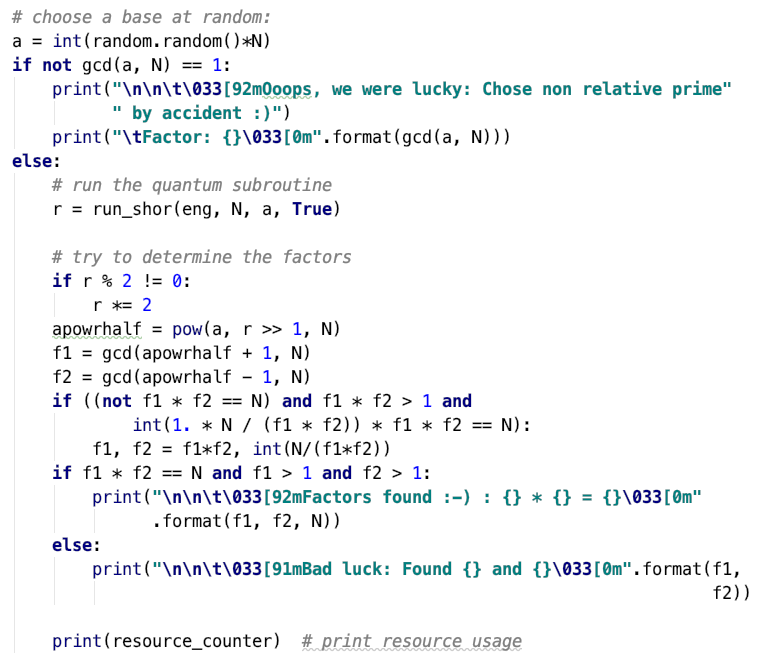 # choose a base at random:
a = int(random.random()*N)
if not gcd(a, N) == 1:
    print("\n\n\t\033[92mOoops, we were lucky: Chose non relative prime"
          " by accident :)")
    print("\tFactor: {}\033[0m".format(gcd(a, N)))
else:
    # run the quantum subroutine
    r = run_shor(eng, N, a, True)

    # try to determine the factors
    if r % 2 != 0:
        r *= 2
    apowrhalf = pow(a, r >> 1, N)
    f1 = gcd(apowrhalf + 1, N)
    f2 = gcd(apowrhalf - 1, N)
    if ((not f1 * f2 == N) and f1 * f2 > 1 and
            int(1. * N / (f1 * f2)) * f1 * f2 == N):
        f1, f2 = f1*f2, int(N/(f1*f2))
    if f1 * f2 == N and f1 > 1 and f2 > 1:
        print("\n\n\t\033[92mFactors found :-) : {} * {} = {}\033[0m"
              .format(f1, f2, N))
    else:
        print("\n\n\t\033[91mBad luck: Found {} and {}\033[0m".format(f1,
                                                                      f2))

    print(resource_counter)  # print resource usage